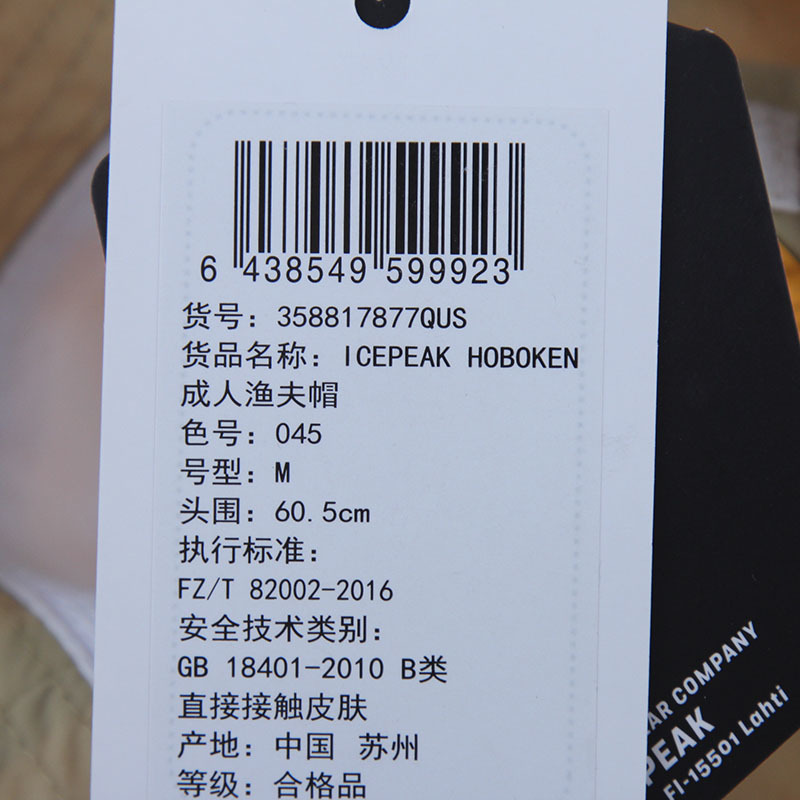 6 438549 599923
货号：358817877QUS
货品名称：ICEPEAK HOBOKEN
成人渔夫帽
色号：045
号型：M
头围：60.5cm
执行标准：
FZ/T 82002-2016
安全技术类别：
GB 18401-2010 B类
直接接触皮肤
产地：中国 苏州
等级：合格品
AR COMPANY
PEAK
FI-15501 Lahti